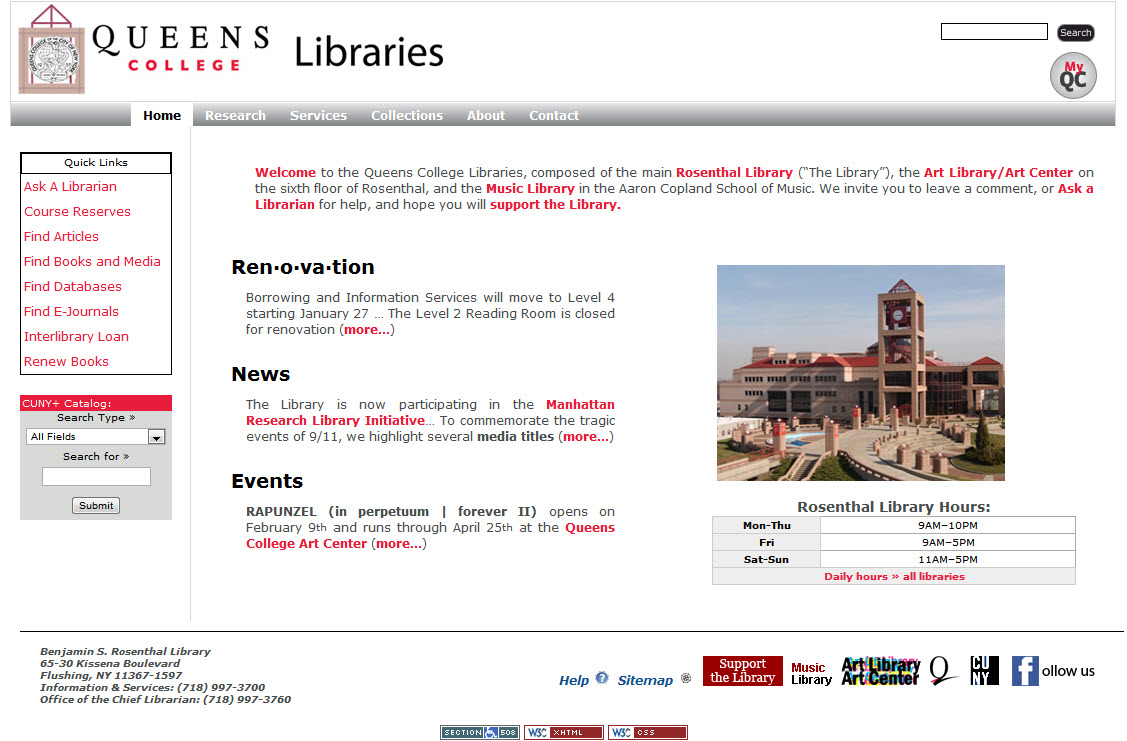 QUEENS
COLLEGE
Libraries
Search
My
QC
Home
Research
Services
Collections
About
Contact
Quick Links
Ask A Librarian
Course Reserves
Find Articles
Find Books and Media
Find Databases
Find E-Journals
Interlibrary Loan
Renew Books
CUNY+ Catalog:
Search Type »
All Fields
Search for »
Submit
Welcome to the Queens College Libraries, composed of the main Rosenthal Library (“The Library”), the Art Library/Art Center on
the sixth floor of Rosenthal, and the Music Library in the Aaron Copland School of Music. We invite you to leave a comment, or Ask a
Librarian for help, and hope you will support the Library.
Ren·o·va·tion
Borrowing and Information Services will move to Level 4
starting January 27 … The Level 2 Reading Room is closed
for renovation (more…)
News
The Library is now participating in the Manhattan
Research Library Initiative… To commemorate the tragic
events of 9/11, we highlight several media titles (more…)
Events
RAPUNZEL (in perpetuum | forever II) opens on
February 9th and runs through April 25th at the Queens
College Art Center (more…)
Rosenthal Library Hours:
Mon-Thu 9AM–10PM
Fri 9AM–5PM
Sat-Sun 11AM–5PM
Daily hours » all libraries
Benjamin S. Rosenthal Library
65-30 Kissena Boulevard
Flushing, NY 11367-1597
Information & Services: (718) 997-3700
Office of the Chief Librarian: (718) 997-3760
Help ?
Sitemap
Support
the Library
Music
Library
Art Library
Art Center
Q
CU
NY
f ollow us
SECTION 508
W3C XHTML
W3C CSS